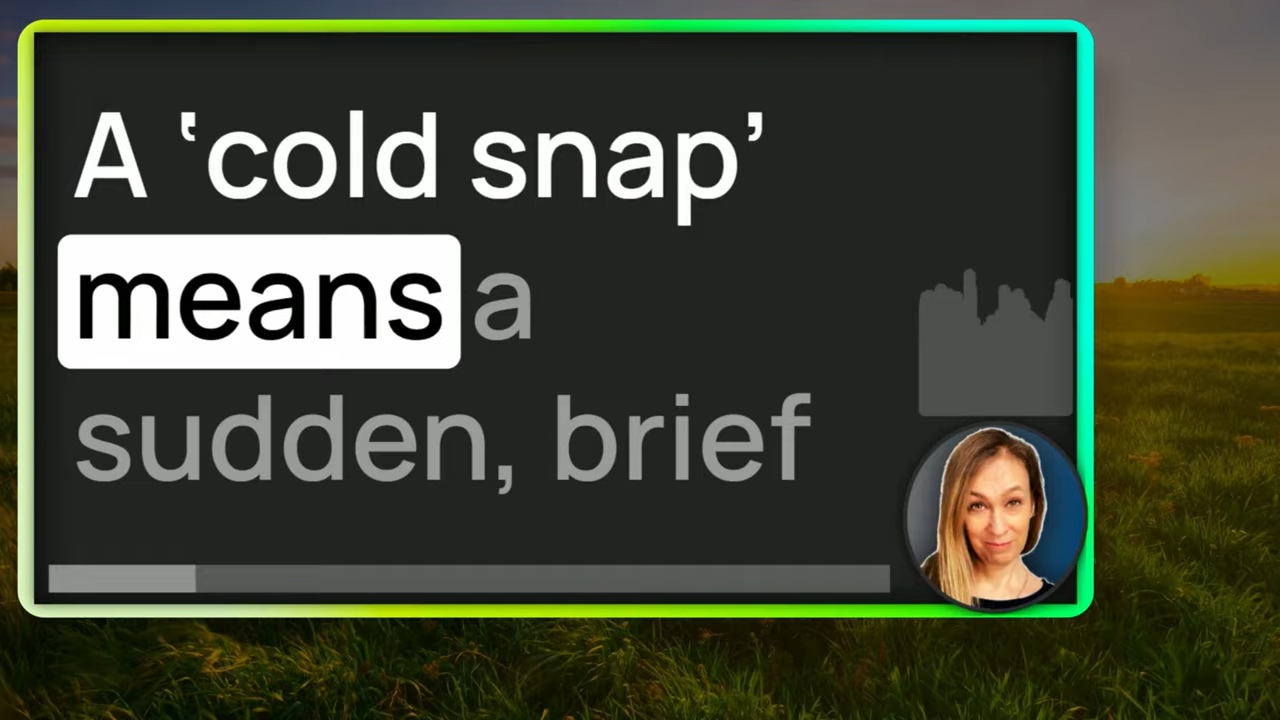 A ‘cold snap’
means a
sudden, brief